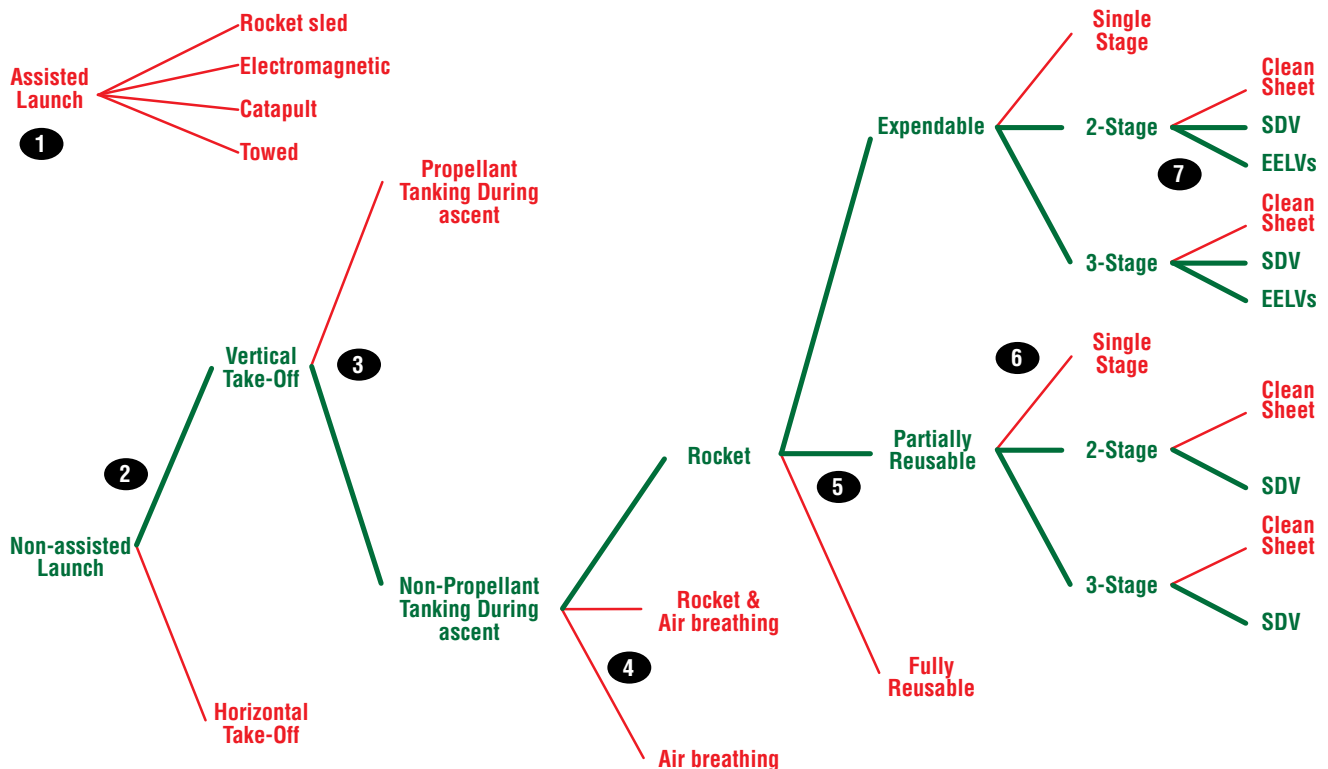 Assisted
Launch
1
Rocket sled
Electromagnetic
Catapult
Towed
Non-assisted
Launch
2
Vertical
Take-Off
Horizontal
Take-Off
3
Propellant
Tanking During
ascent
Non-Propellant
Tanking During
ascent
4
Rocket
Rocket &
Air breathing
Air breathing
5
Expendable
Partially
Reusable
Fully
Reusable
Single
Stage
2-Stage
7
Clean
Sheet
SDV
EELVs
3-Stage
Clean
Sheet
SDV
EELVs
6
Single
Stage
2-Stage
Clean
Sheet
SDV
3-Stage
Clean
Sheet
SDV